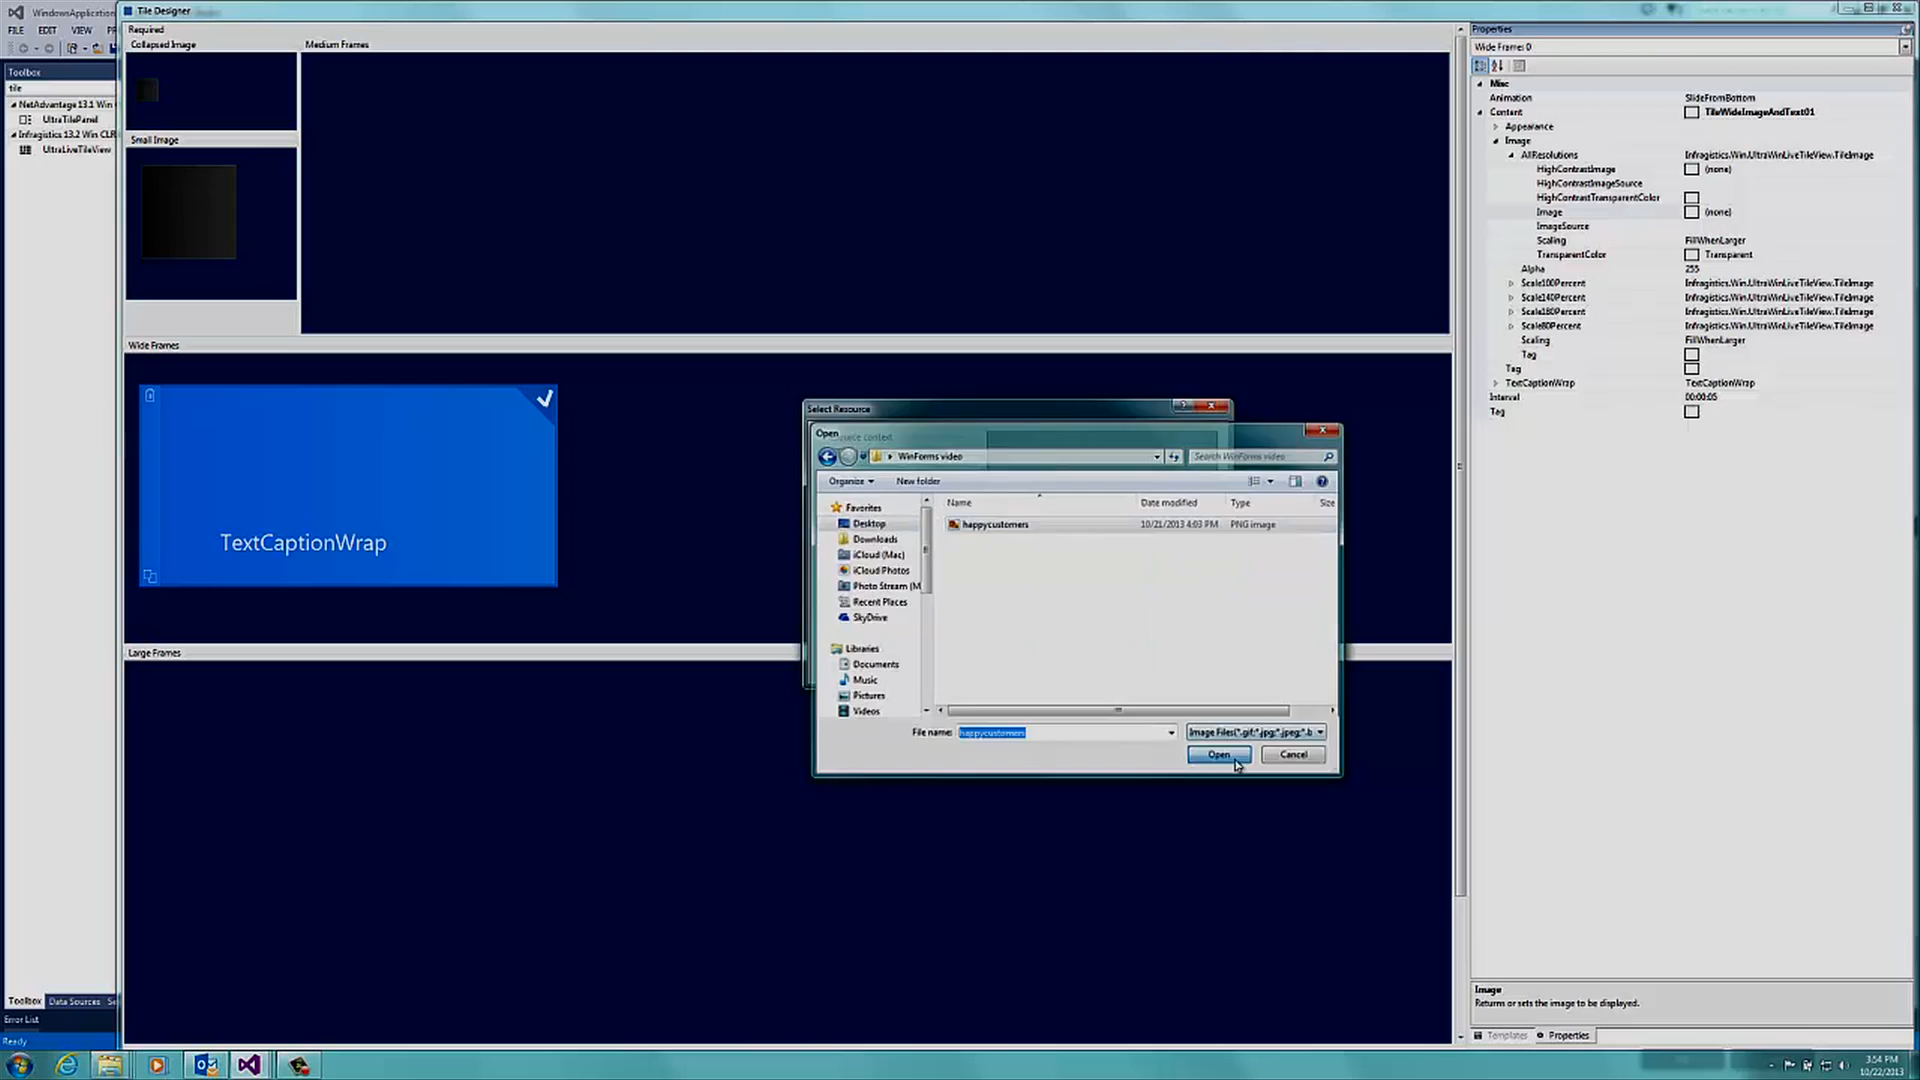 WindowsApplication
Tile Designer
FILE EDIT VIEW
Toolbox
tile
NetAdvantage 13.1 Win
UltraTilePanel
Infragistics 13.2 Win CLR
UltraLiveTileView
Required
Collapsed Image
Medium Frames
Small Image
Wide Frames
TextCaptionWrap
Large Frames
Select Resource
Open
WinForms video
Search WinForms video
Organize
New folder
Name Date modified Type Size
happycustomers 10/21/2013 4:03 PM PNG image
Favorites
Desktop
Downloads
iCloud (Mac)
iCloud Photos
Photo Stream (M
Recent Places
SkyDrive
Libraries
Documents
Music
Pictures
Videos
File name: happycustomers
Image Files(*.gif;*.jpg;*.jpeg;*.b
Open Cancel
Properties
Wide Frame: 0
Misc
Animation SlideFromBottom
Content TileWideImageAndText01
Appearance
Image
AllResolutions Infragistics.Win.UltraWinLiveTileView.TileImage
HighContrastImage (none)
HighContrastImageSource
HighContrastTransparentColor
Image (none)
ImageSource
Scaling FillWhenLarger
TransparentColor Transparent
Alpha 255
Scale100Percent Infragistics.Win.UltraWinLiveTileView.TileImage
Scale140Percent Infragistics.Win.UltraWinLiveTileView.TileImage
Scale180Percent Infragistics.Win.UltraWinLiveTileView.TileImage
Scale80Percent Infragistics.Win.UltraWinLiveTileView.TileImage
Scaling FillWhenLarger
Tag
Tag
TextCaptionWrap TextCaptionWrap
Interval 00:00:05
Tag
Image
Returns or sets the image to be displayed.
Templates Properties
Toolbox Data Sources
Error List
Ready
3:54 PM
10/22/2013